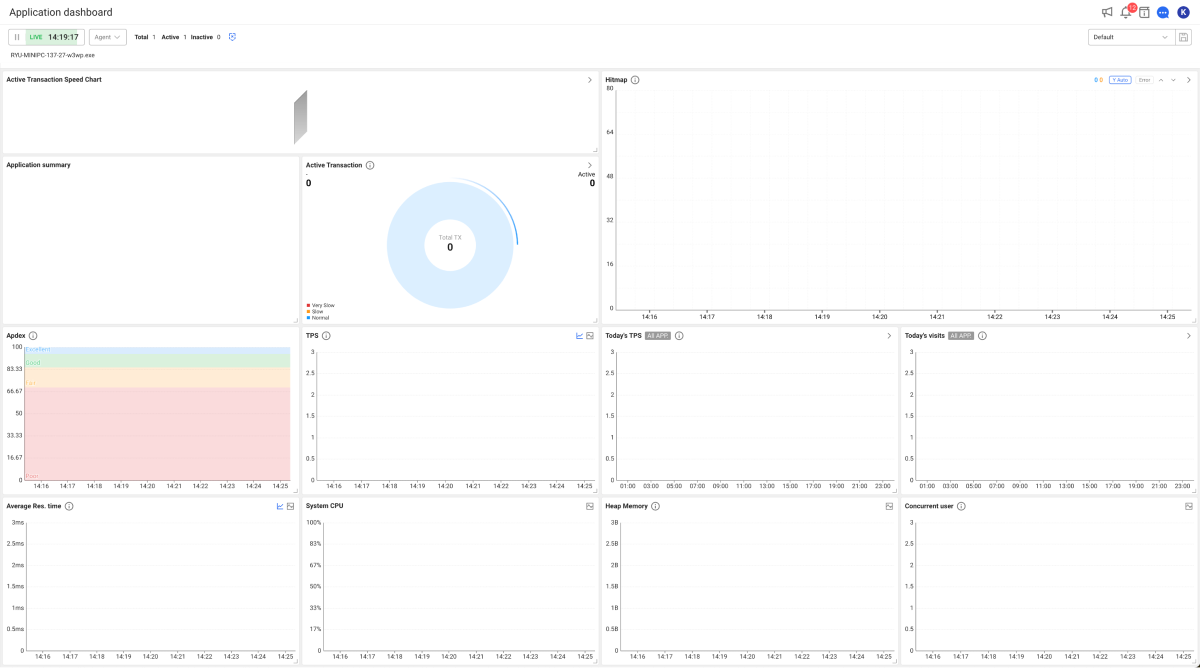 Application dashboard
12
K
LIVE 14:19:17 Agent Total 1 Active 1 Inactive 0
Default
RYU-MINIPC-137-27-w3wp.exe
Active Transaction Speed Chart
Hitmap
0 0 Y Auto Error
80
64
48
32
16
0
14:16 14:17 14:18 14:19 14:20 14:21 14:22 14:23 14:24 14:25
Application summary
Active Transaction
-
0
Active
0
Total TX
0
Very Slow
Slow
Normal
Apdex
100
83.33
66.67
50
33.33
16.67
0
Excellent
Good
Fair
Poor
14:16 14:17 14:18 14:19 14:20 14:21 14:22 14:23 14:24 14:25
TPS
3
2.5
2
1.5
1
0.5
0
14:16 14:17 14:18 14:19 14:20 14:21 14:22 14:23 14:24 14:25
Today's TPS All APP
3
2.5
2
1.5
1
0.5
0
01:00 03:00 05:00 07:00 09:00 11:00 13:00 15:00 17:00 19:00 21:00 23:00
Today's visits All APP
3
2.5
2
1.5
1
0.5
0
01:00 03:00 05:00 07:00 09:00 11:00 13:00 15:00 17:00 19:00 21:00 23:00
Average Res. time
3ms
2.5ms
2ms
1.5ms
1ms
0.5ms
0
14:16 14:17 14:18 14:19 14:20 14:21 14:22 14:23 14:24 14:25
System CPU
100%
83%
67%
50%
33%
17%
0
14:16 14:17 14:18 14:19 14:20 14:21 14:22 14:23 14:24 14:25
Heap Memory
3B
2.5B
2B
1.5B
1B
0.5B
0
14:16 14:17 14:18 14:19 14:20 14:21 14:22 14:23 14:24 14:25
Concurrent user
3
2.5
2
1.5
1
0.5
0
14:16 14:17 14:18 14:19 14:20 14:21 14:22 14:23 14:24 14:25